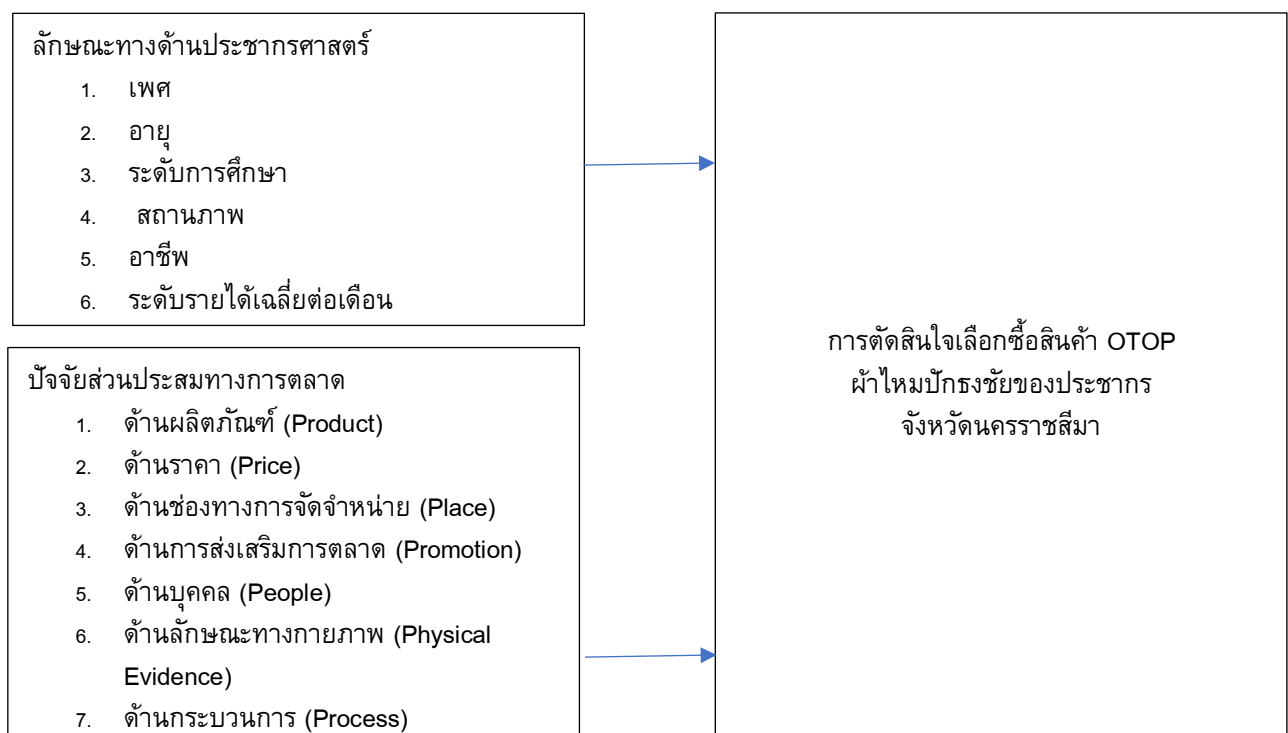 ลักษณะทางด้านประชากรศาสตร์
1. เพศ
2. อายุ
3. ระดับการศึกษา
4. สถานภาพ
5. อาชีพ
6. ระดับรายได้เฉลี่ยต่อเดือน
ปัจจัยส่วนประสมทางการตลาด
1. ด้านผลิตภัณฑ์ (Product)
2. ด้านราคา (Price)
3. ด้านช่องทางการจัดจำหน่าย (Place)
4. ด้านการส่งเสริมการตลาด (Promotion)
5. ด้านบุคคล (People)
6. ด้านลักษณะทางกายภาพ (Physical
Evidence)
7. ด้านกระบวนการ (Process)
การตัดสินใจเลือกซื้อสินค้า OTOP
ผ้าไหมปักธงชัยของประชากร
จังหวัดนครราชสีมา